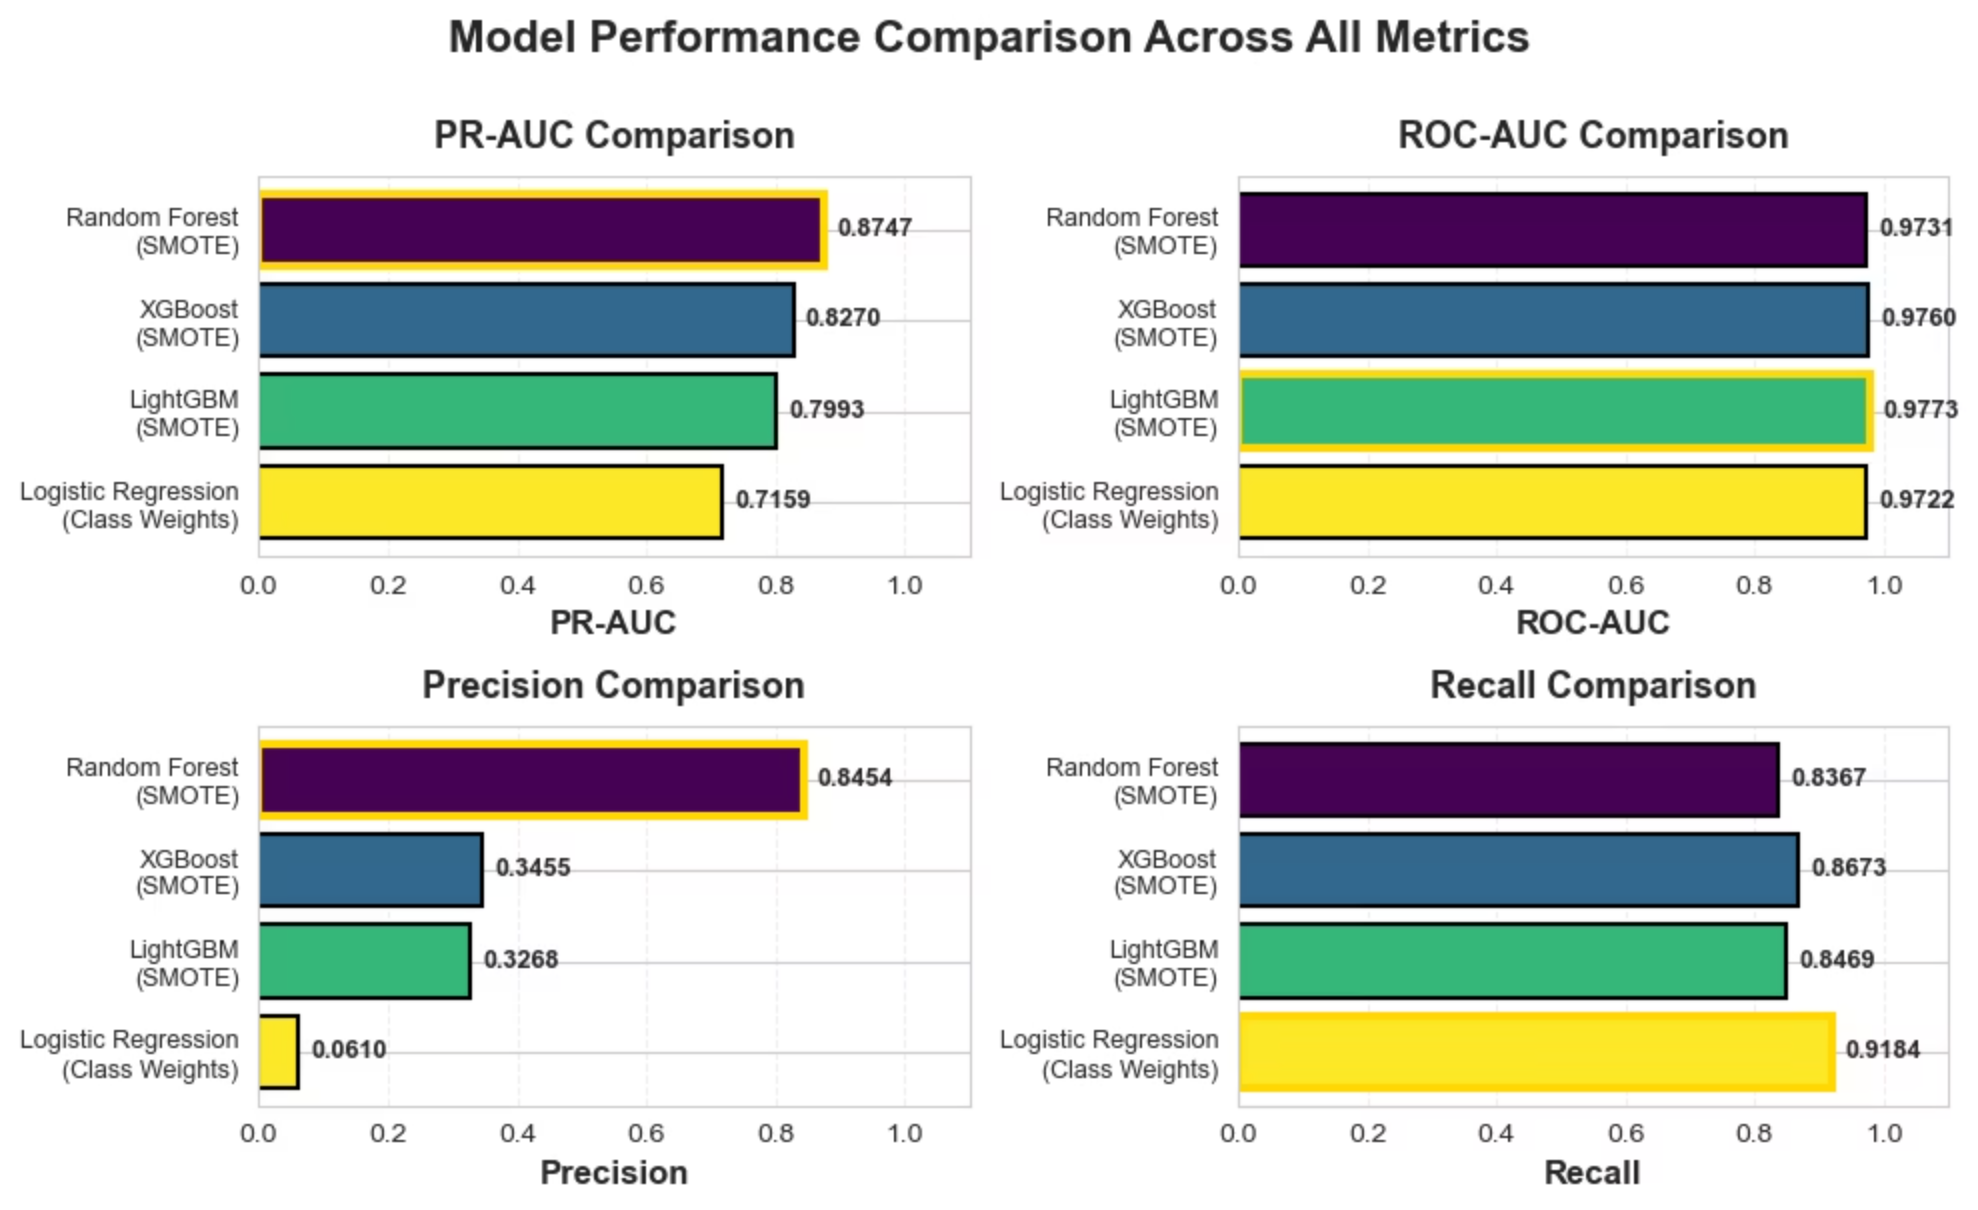 Model Performance Comparison Across All Metrics
PR-AUC Comparison
Random Forest
(SMOTE)
0.8747
XGBoost
(SMOTE)
0.8270
LightGBM
(SMOTE)
0.7993
Logistic Regression
(Class Weights)
0.7159
0.0 0.2 0.4 0.6 0.8 1.0
PR-AUC
ROC-AUC Comparison
Random Forest
(SMOTE)
0.9731
XGBoost
(SMOTE)
0.9760
LightGBM
(SMOTE)
0.9773
Logistic Regression
(Class Weights)
0.9722
0.0 0.2 0.4 0.6 0.8 1.0
ROC-AUC
Precision Comparison
Random Forest
(SMOTE)
0.8454
XGBoost
(SMOTE)
0.3455
LightGBM
(SMOTE)
0.3268
Logistic Regression
(Class Weights)
0.0610
0.0 0.2 0.4 0.6 0.8 1.0
Precision
Recall Comparison
Random Forest
(SMOTE)
0.8367
XGBoost
(SMOTE)
0.8673
LightGBM
(SMOTE)
0.8469
Logistic Regression
(Class Weights)
0.9184
0.0 0.2 0.4 0.6 0.8 1.0
Recall